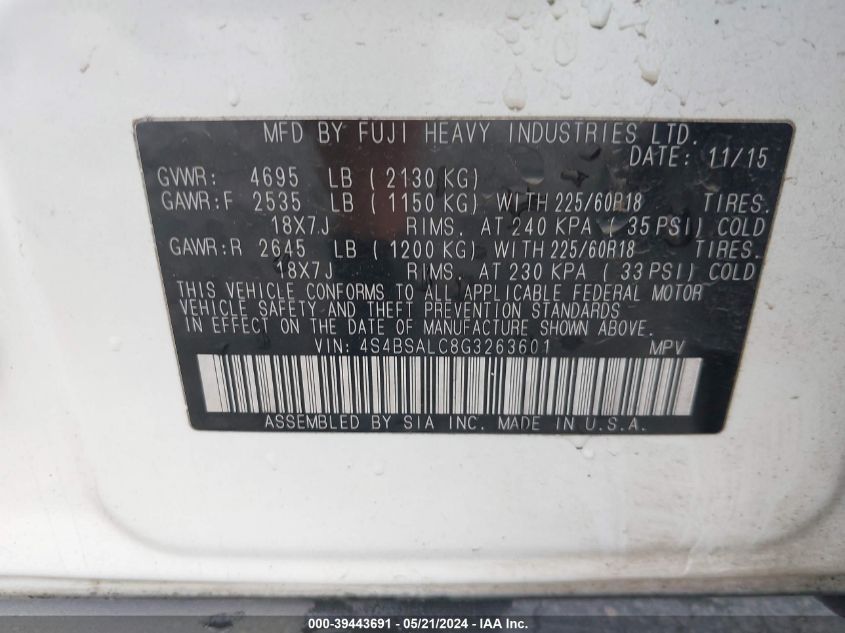 MFD BY FUJI HEAVY INDUSTRIES LTD.
DATE: 11/15
GVWR: 4695 LB ( 2130 KG)
GAWR:F 2535 LB ( 1150 KG) WITH 225/60R18 TIRES.
18X7J RIMS. AT 240 KPA ( 35 PSI) COLD
GAWR:R 2645 LB ( 1200 KG) WITH 225/60R18 TIRES.
18X7J RIMS. AT 230 KPA ( 33 PSI) COLD
THIS VEHICLE CONFORMS TO ALL APPLICABLE FEDERAL MOTOR
VEHICLE SAFETY AND THEFT PREVENTION STANDARDS
IN EFFECT ON THE DATE OF MANUFACTURE SHOWN ABOVE.
VIN: 4S4BSALC8G3263601 MPV
ASSEMBLED BY SIA INC. MADE IN U.S.A.
000-39443691 - 05/21/2024 - IAA Inc.